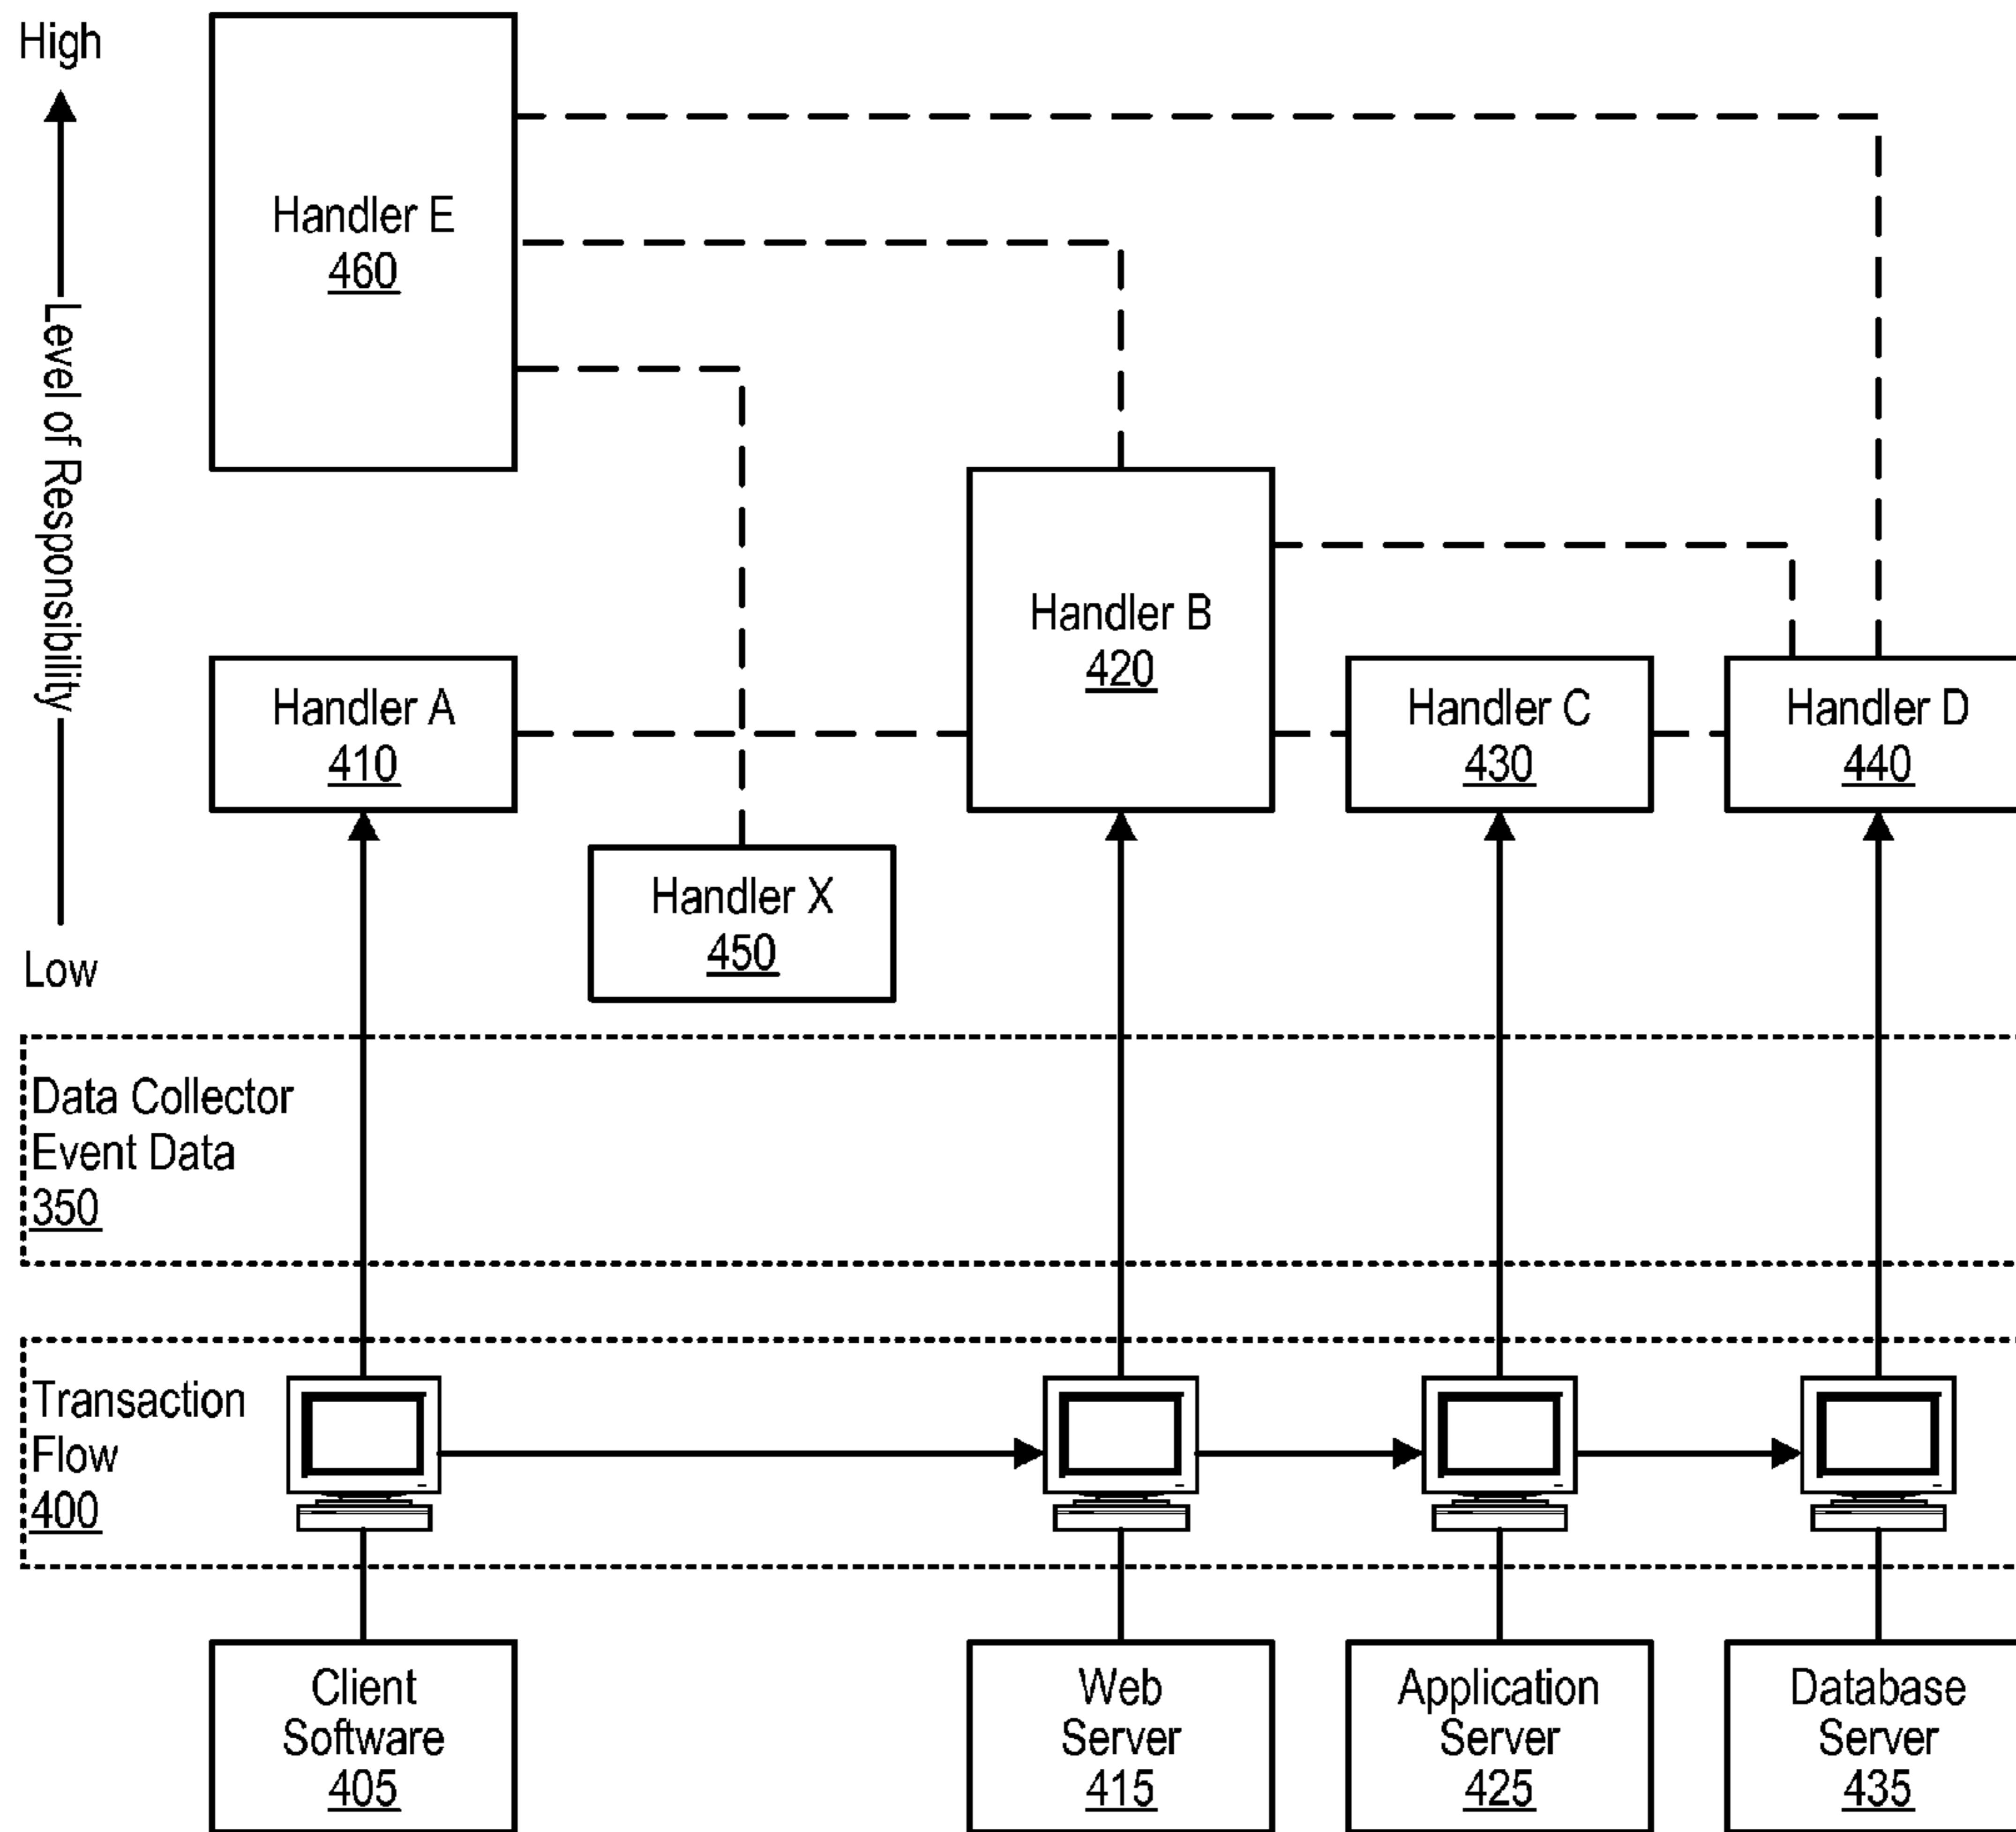 High
Level of Responsibility
Low
Handler E
460
Handler B
420
Handler A
410
Handler C
430
Handler D
440
Handler X
450
Data Collector
Event Data
350
Transaction
Flow
400
Client
Software
405
Web
Server
415
Application
Server
425
Database
Server
435